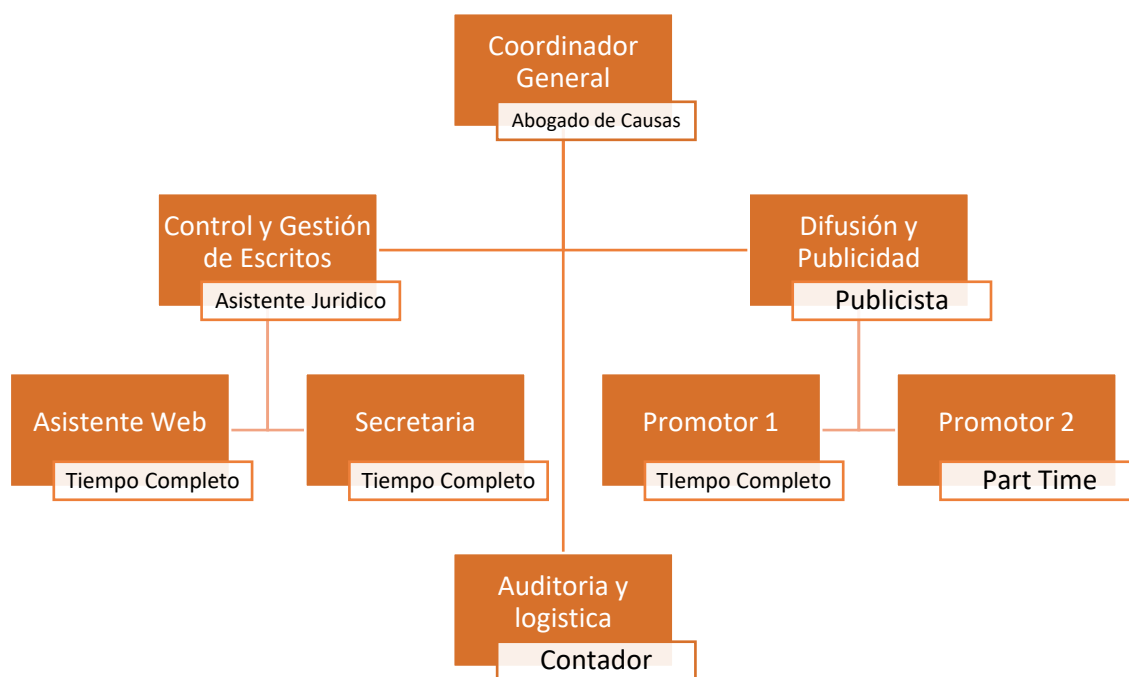 Coordinador
General
Abogado de Causas
Control y Gestión
de Escritos
Asistente Juridico
Difusión y
Publicidad
Publicista
Asistente Web
Tiempo Completo
Secretaria
Tiempo Completo
Promotor 1
TIempo Completo
Promotor 2
Part Time
Auditoria y
logistica
Contador